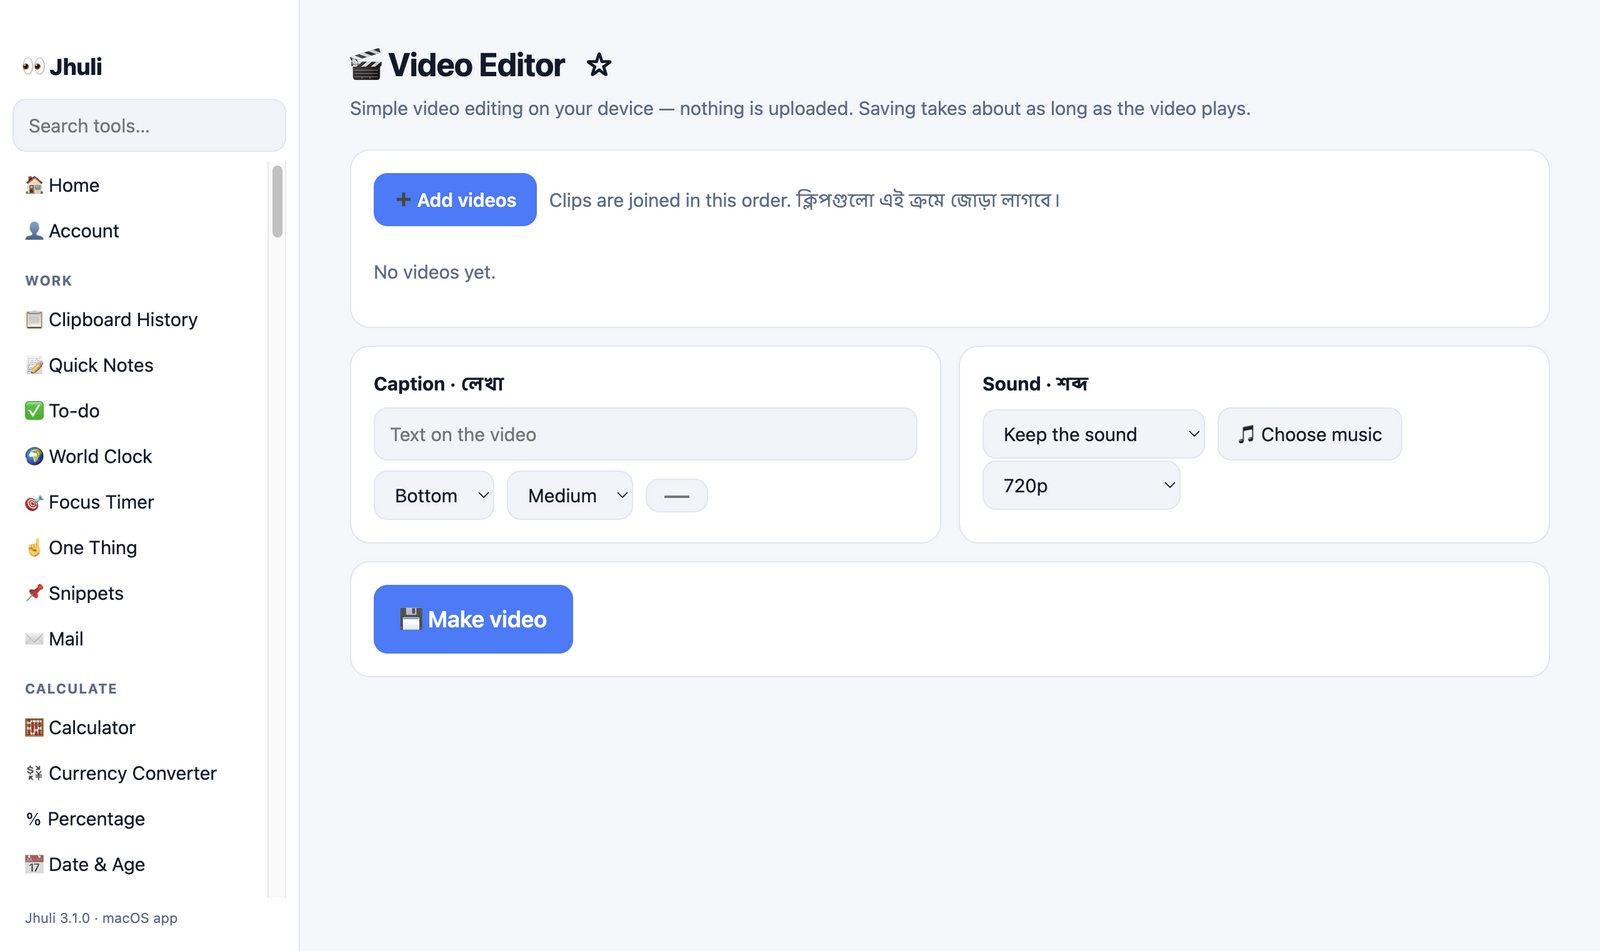 👀 Jhuli
Search tools...
🏠 Home
👤 Account
WORK
📋 Clipboard History
📝 Quick Notes
✅ To-do
🌍 World Clock
🎯 Focus Timer
☝️ One Thing
📌 Snippets
✉️ Mail
CALCULATE
🧮 Calculator
💱 Currency Converter
% Percentage
📅 Date & Age
Jhuli 3.1.0 · macOS app
🎬 Video Editor ☆
Simple video editing on your device — nothing is uploaded. Saving takes about as long as the video plays.
➕ Add videos
Clips are joined in this order. ক্লিপগুলো এই ক্রমে জোড়া লাগবে।
No videos yet.
Caption · লেখা
Text on the video
Bottom
Medium
—
Sound · শব্দ
Keep the sound
🎵 Choose music
720p
💾 Make video